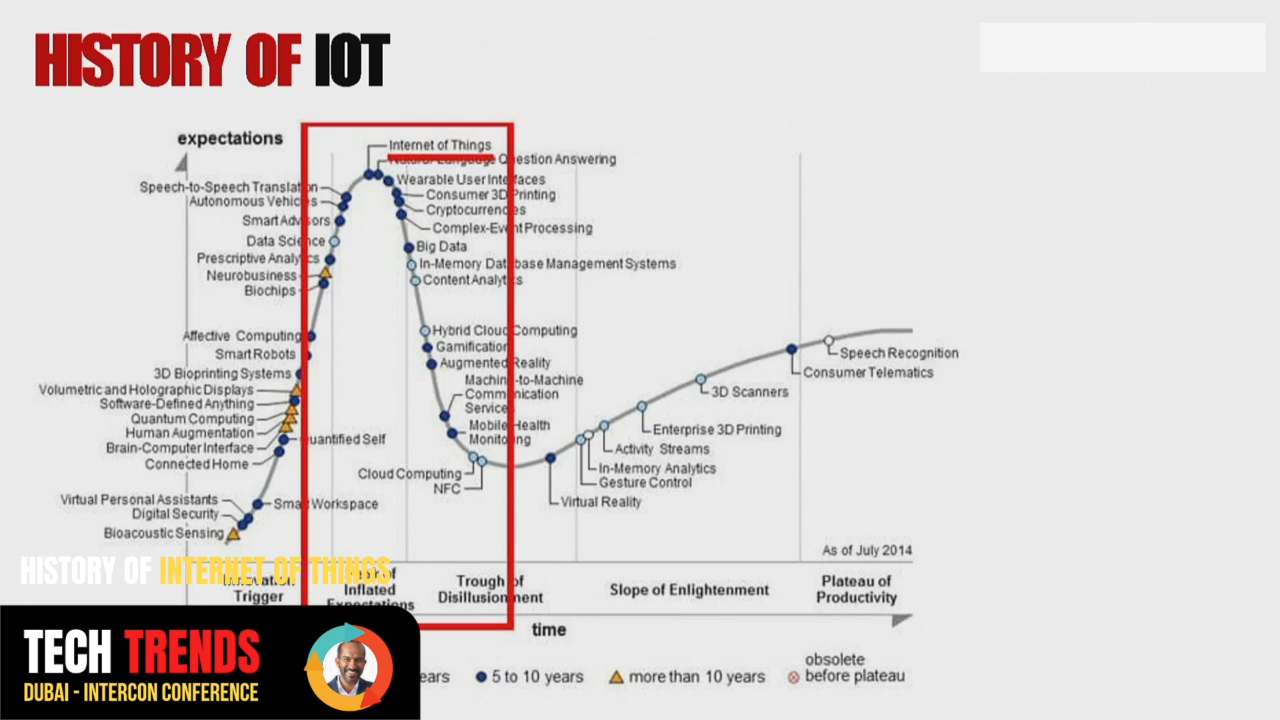 HISTORY OF IOT
expectations
Internet of Things
Natural-Language Question Answering
Wearable User Interfaces
Speech-to-Speech Translation
Consumer 3D Printing
Autonomous Vehicles
Cryptocurrencies
Smart Advisors
Complex-Event Processing
Data Science
Big Data
Prescriptive Analytics
In-Memory Database Management Systems
Neurobusiness
Content Analytics
Biochips
Hybrid Cloud Computing
Affective Computing
Gamification
Smart Robots
Augmented Reality
3D Bioprinting Systems
Machine-to-Machine
Communication
Services
Volumetric and Holographic Displays
Software-Defined Anything
Quantum Computing
Mobile Health
Monitoring
Human Augmentation
Quantified Self
Brain-Computer Interface
Connected Home
Cloud Computing
NFC
Virtual Personal Assistants
Smart Workspace
Digital Security
Bioacoustic Sensing
Speech Recognition
Consumer Telematics
3D Scanners
Enterprise 3D Printing
Activity Streams
In-Memory Analytics
Gesture Control
Virtual Reality
As of July 2014
HISTORY OF INTERNET OF THINGS
Innovation
Trigger
of
Inflated
Expectations
Trough of
Disillusionment
Slope of Enlightenment
Plateau of
Productivity
time
ears
5 to 10 years
more than 10 years
obsolete
before plateau
TECH TRENDS
DUBAI - INTERCON CONFERENCE